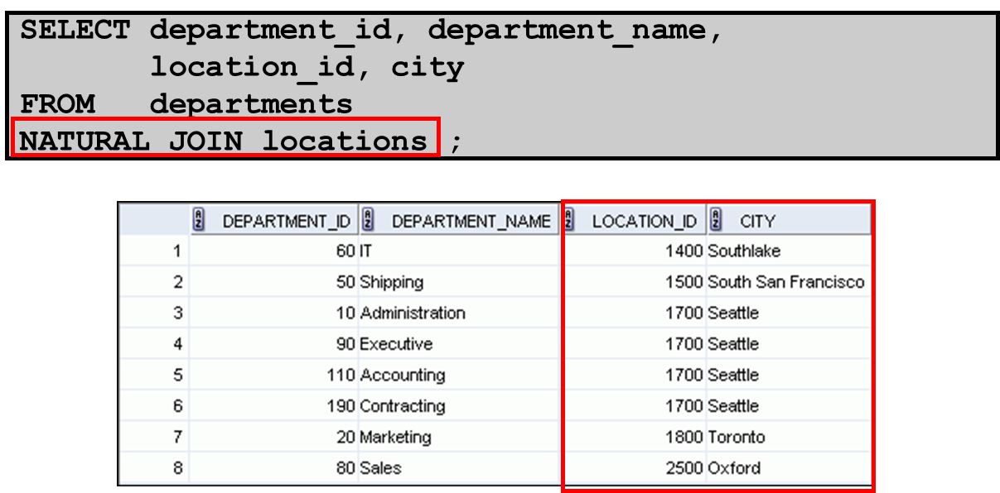 SELECT department_id, department_name,
location_id, city
FROM departments
NATURAL JOIN locations ;
DEPARTMENT_ID DEPARTMENT_NAME LOCATION_ID CITY
1 60 IT 1400 Southlake
2 50 Shipping 1500 South San Francisco
3 10 Administration 1700 Seattle
4 90 Executive 1700 Seattle
5 110 Accounting 1700 Seattle
6 190 Contracting 1700 Seattle
7 20 Marketing 1800 Toronto
8 80 Sales 2500 Oxford